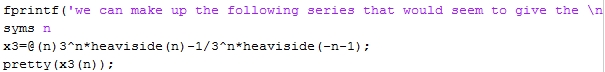 fprintf('we can make up the following series that would seem to give the \n
syms n
x3=@(n)3^n*heaviside(n)-1/3^n*heaviside(-n-1);
pretty(x3(n));